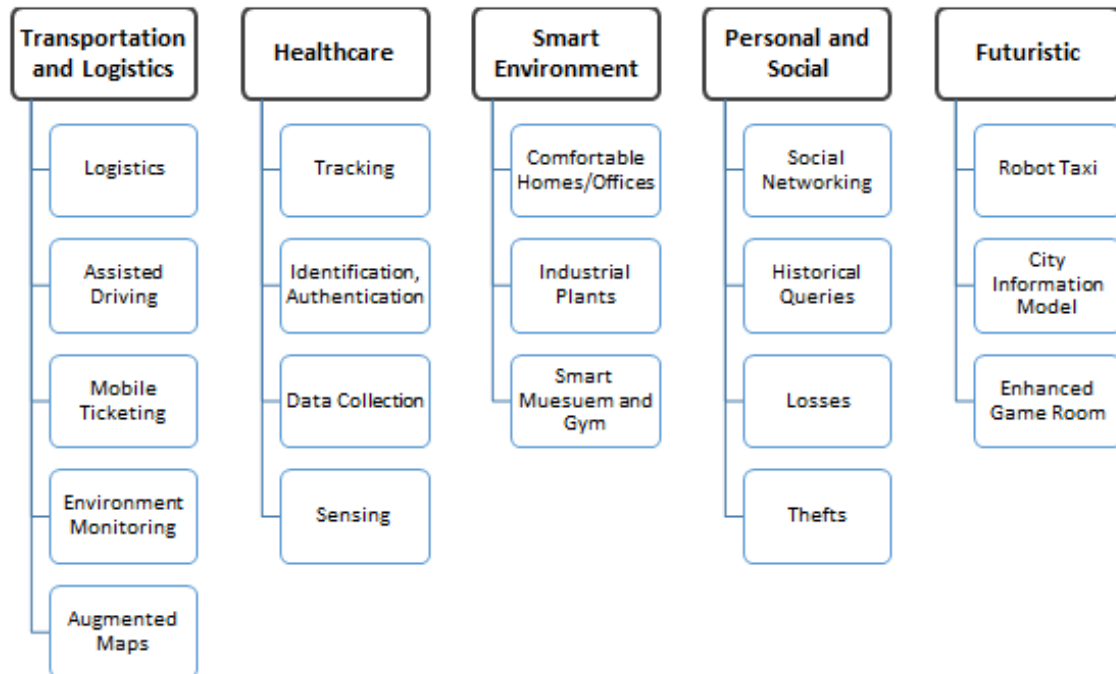 Transportation
and Logistics
Logistics
Assisted
Driving
Mobile
Ticketing
Environment
Monitoring
Augmented
Maps
Healthcare
Tracking
Identification,
Authentication
Data Collection
Sensing
Smart
Environment
Comfortable
Homes/Offices
Industrial
Plants
Smart
Muesuem and
Gym
Personal and
Social
Social
Networking
Historical
Queries
Losses
Thefts
Futuristic
Robot Taxi
City
Information
Model
Enhanced
Game Room